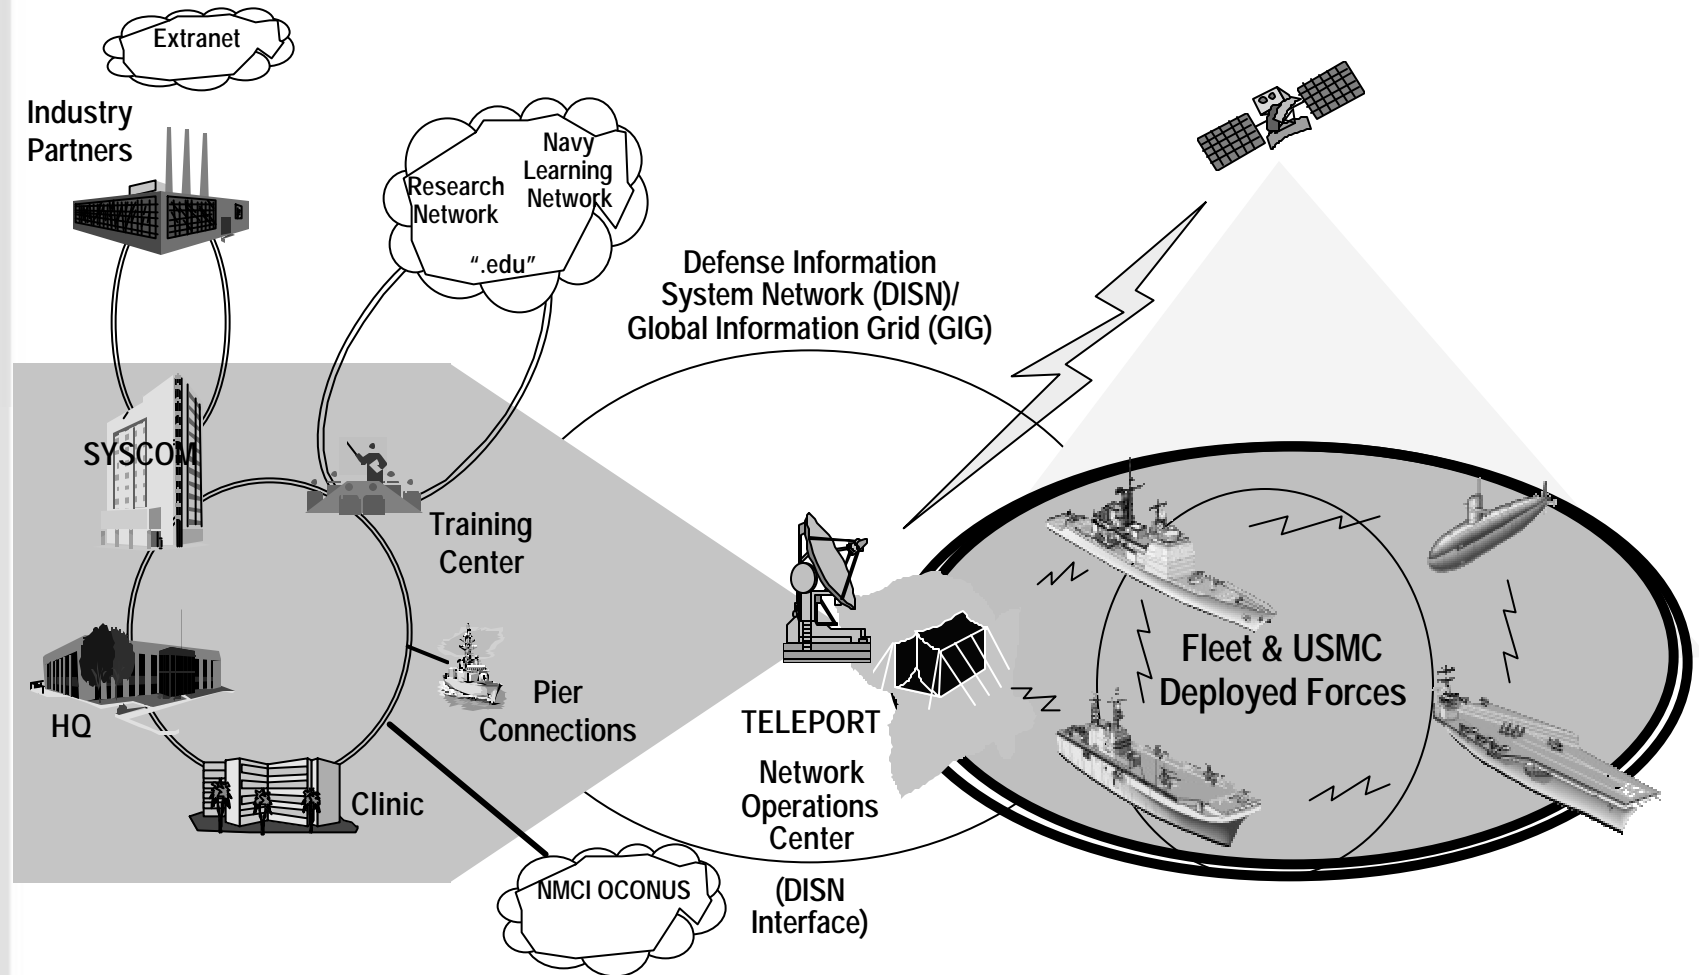 Extranet
Industry
Partners
Navy
Learning
Network
Research
Network
“.edu”
Defense Information
System Network (DISN)/
Global Information Grid (GIG)
SYSCOM
Training
Center
HQ
Pier
Connections
Clinic
NMCI OCONUS
TELEPORT
Network
Operations
Center
(DISN
Interface)
Fleet & USMC
Deployed Forces